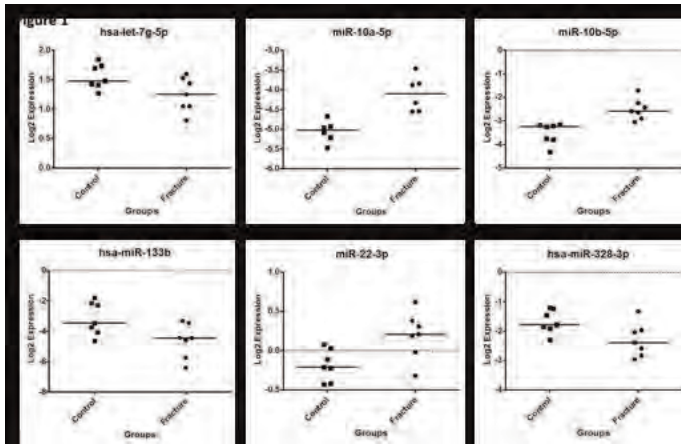 Figure 1
hsa-let-7g-5p
Log2 Expression
2.0
1.5
1.0
0.5
0.0
Control
Fracture
Groups
miR-10a-5p
Log2 Expression
-3.0
-3.5
-4.0
-4.5
-5.0
-5.5
-6.0
Control
Fracture
Groups
miR-10b-5p
Log2 Expression
0
-1
-2
-3
-4
-5
Control
Fracture
Groups
hsa-miR-133b
Log2 Expression
0
-2
-4
-6
-8
Control
Fracture
Groups
miR-22-3p
Log2 Expression
1.0
0.5
0.0
-0.5
Control
Fracture
Groups
hsa-miR-328-3p
Log2 Expression
0
-1
-2
-3
Control
Fracture
Groups